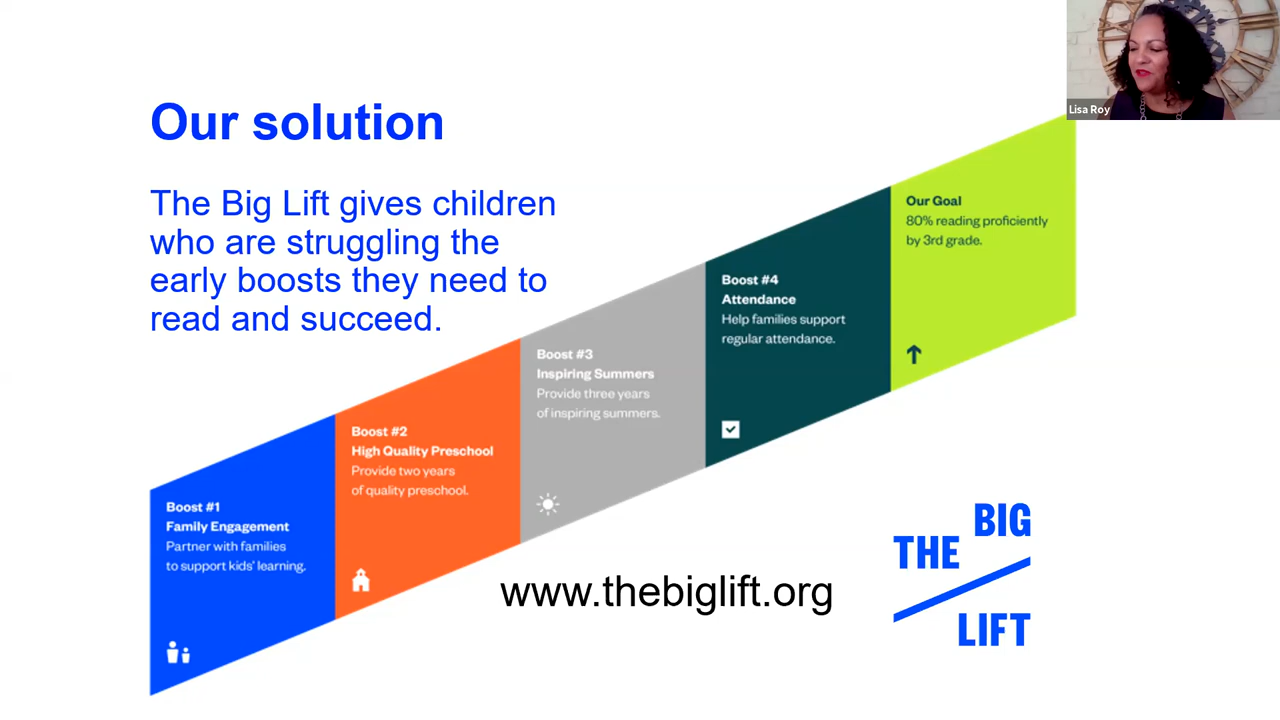 Lisa Roy
Our solution
The Big Lift gives children
who are struggling the
early boosts they need to
read and succeed.
Boost #1
Family Engagement
Partner with families
to support kids' learning.
Boost #2
High Quality Preschool
Provide two years
of quality preschool.
Boost #3
Inspiring Summers
Provide three years
of inspiring summers.
Boost #4
Attendance
Help families support
regular attendance.
Our Goal
80% reading proficiently
by 3rd grade.
www.thebiglift.org
THE BIG
LIFT